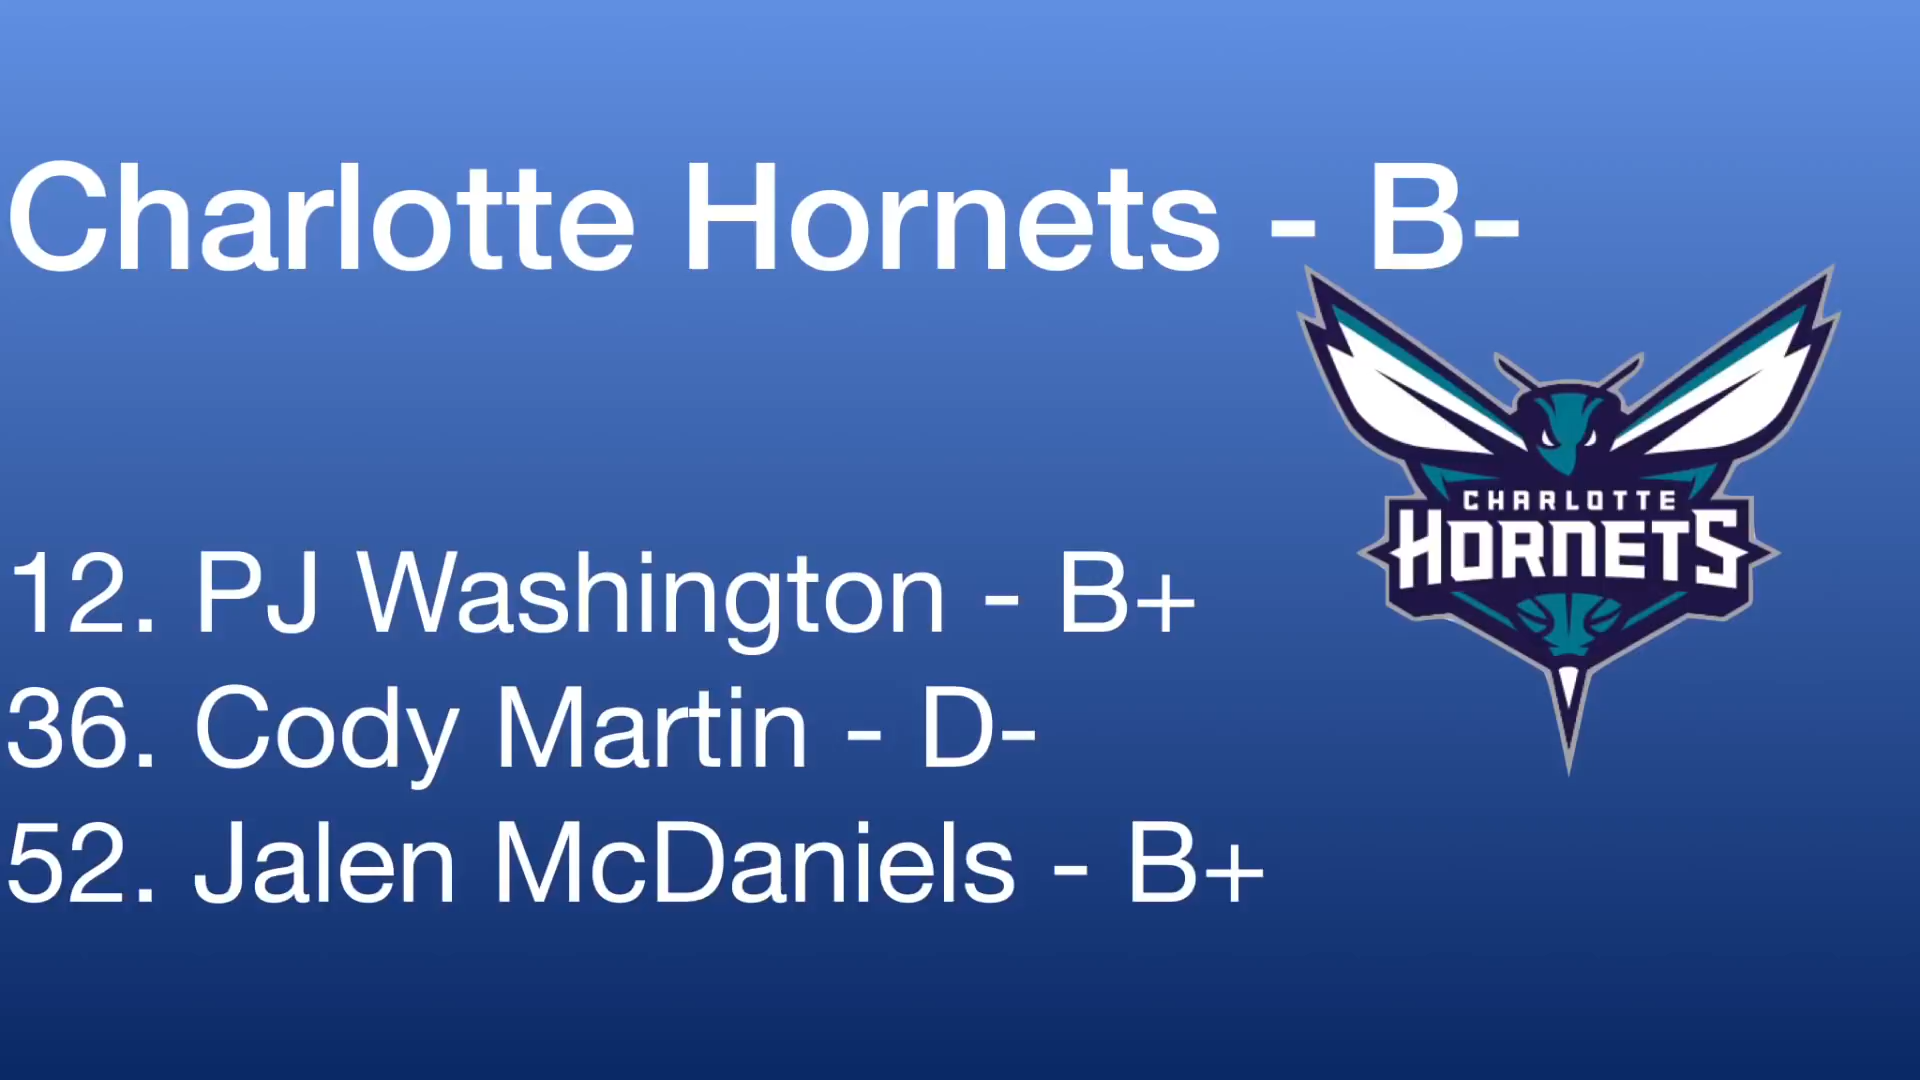 Charlotte Hornets - B-
CHARLOTTE
HORNETS
12. PJ Washington - B+
36. Cody Martin - D-
52. Jalen McDaniels - B+